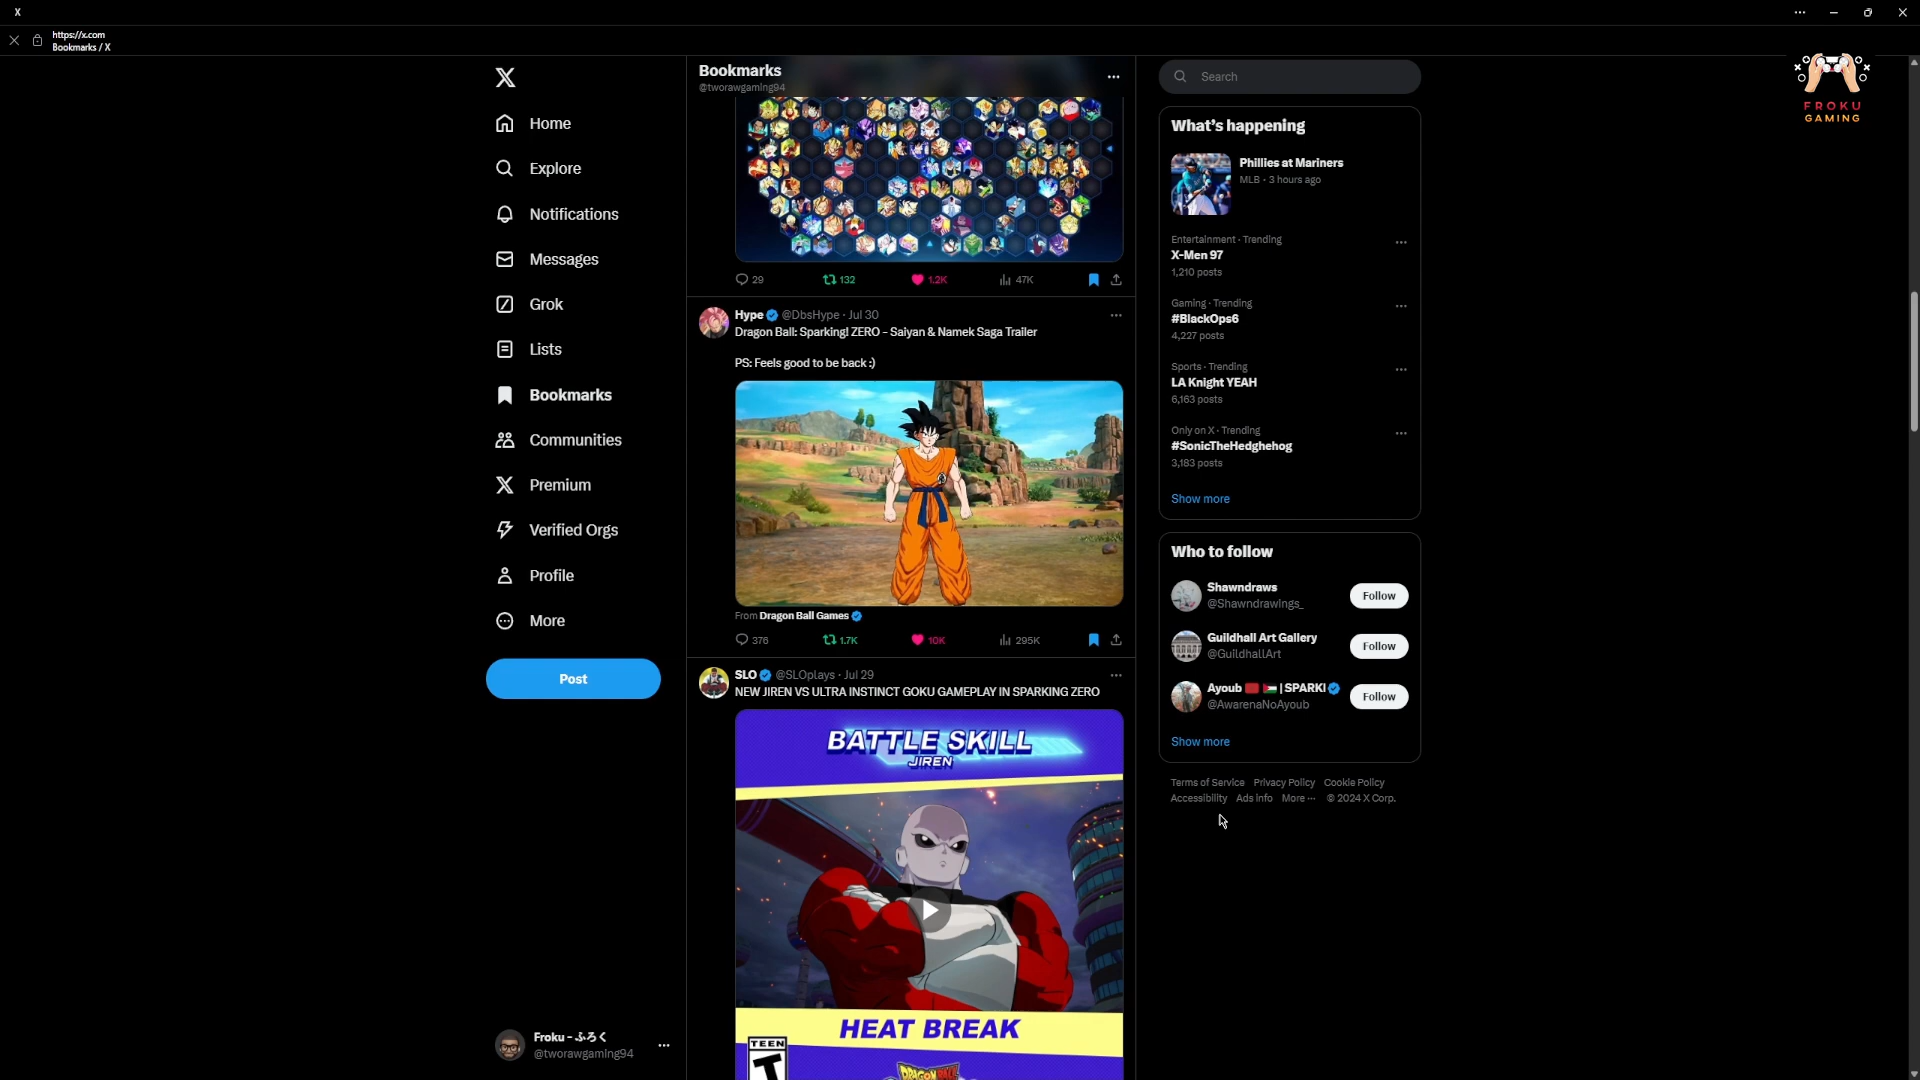 X
https://x.com
Bookmarks / X
FROKU
GAMING
Home
Explore
Notifications
Messages
Grok
Lists
Bookmarks
Communities
Premium
Verified Orgs
Profile
More
Post
Froku - ふろく
@tworawgaming94
Bookmarks
@tworawgaming94
29
132
1.2K
47K
Hype @DbsHype · Jul 30
Dragon Ball: Sparking! ZERO - Saiyan & Namek Saga Trailer
PS: Feels good to be back :)
From Dragon Ball Games
376
1.7K
10K
295K
SLO @SLOplays · Jul 29
NEW JIREN VS ULTRA INSTINCT GOKU GAMEPLAY IN SPARKING ZERO
BATTLE SKILL
JIREN
HEAT BREAK
TEEN
T
DRAGON BALL
Search
What's happening
Phillies at Mariners
MLB · 3 hours ago
Entertainment · Trending
X-Men 97
1,210 posts
Gaming · Trending
#BlackOps6
4,227 posts
Sports · Trending
LA Knight YEAH
6,163 posts
Only on X · Trending
#SonicTheHedghehog
3,183 posts
Show more
Who to follow
Shawndraws
@Shawndrawings_
Follow
Guildhall Art Gallery
@GuildhallArt
Follow
Ayoub 🇲🇦 🇵🇸 | SPARKI
@AwarenaNoAyoub
Follow
Show more
Terms of Service Privacy Policy Cookie Policy
Accessibility Ads info More ··· © 2024 X Corp.